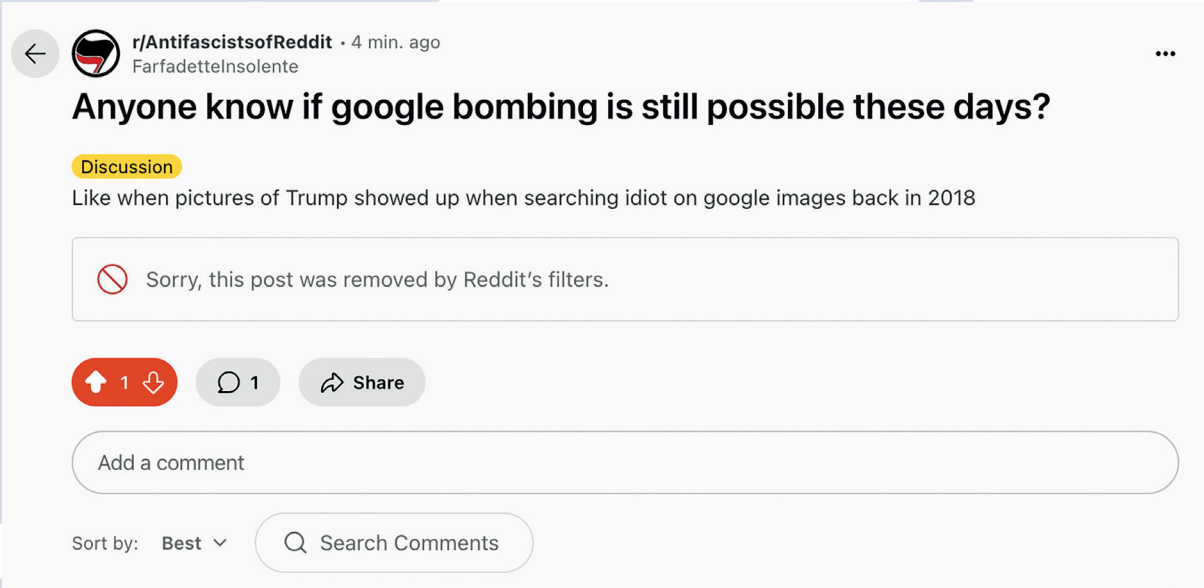 r/AntifascistsofReddit • 4 min. ago
FarfadetteInsolente
Anyone know if google bombing is still possible these days?
Discussion
Like when pictures of Trump showed up when searching idiot on google images back in 2018
Sorry, this post was removed by Reddit's filters.
1 1 Share
Add a comment
Sort by: Best Search Comments